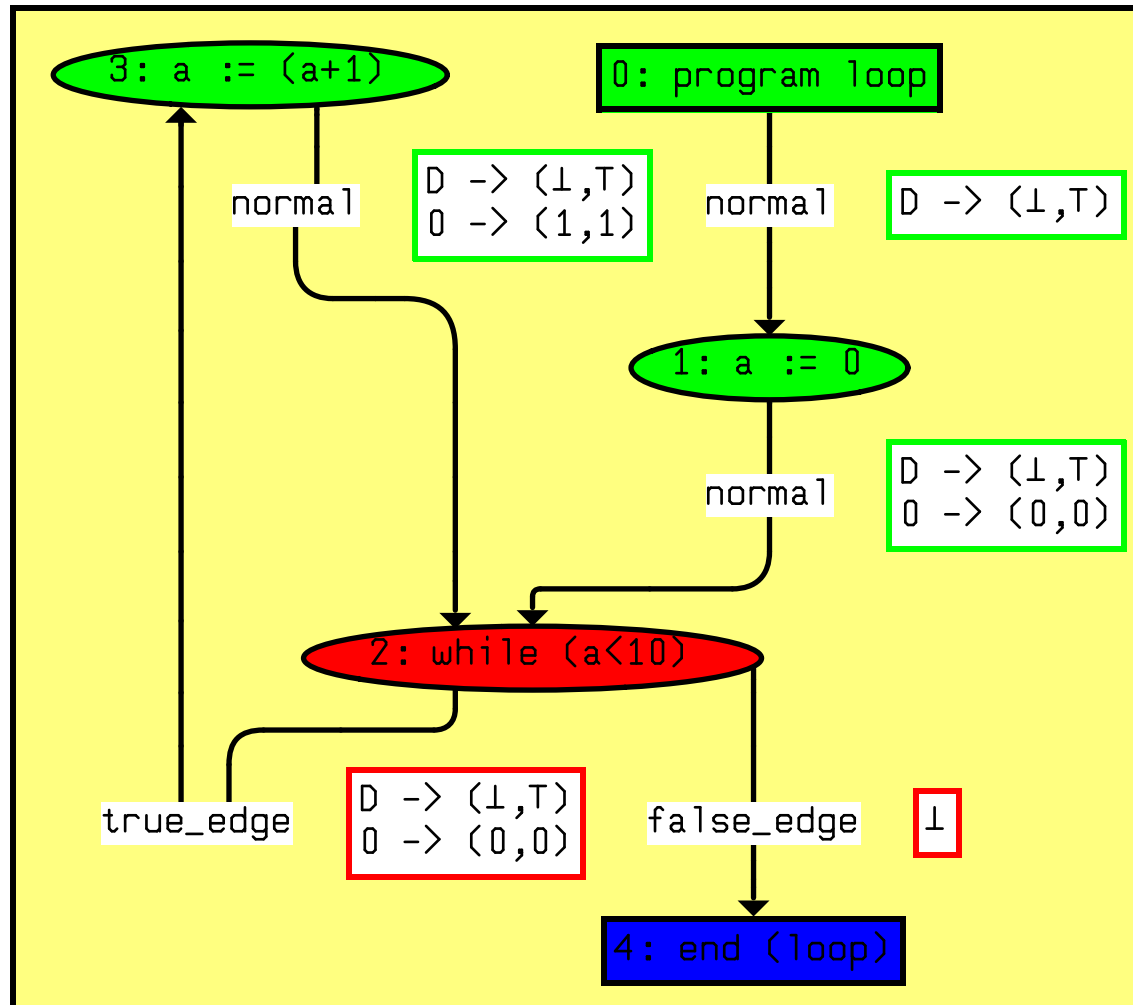 3: a := (a+1)
0: program loop
normal
D -> (⊥,T)
0 -> (1,1)
normal
D -> (⊥,T)
1: a := 0
normal
D -> (⊥,T)
0 -> (0,0)
2: while (a<10)
true_edge
D -> (⊥,T)
0 -> (0,0)
false_edge
⊥
4: end (loop)